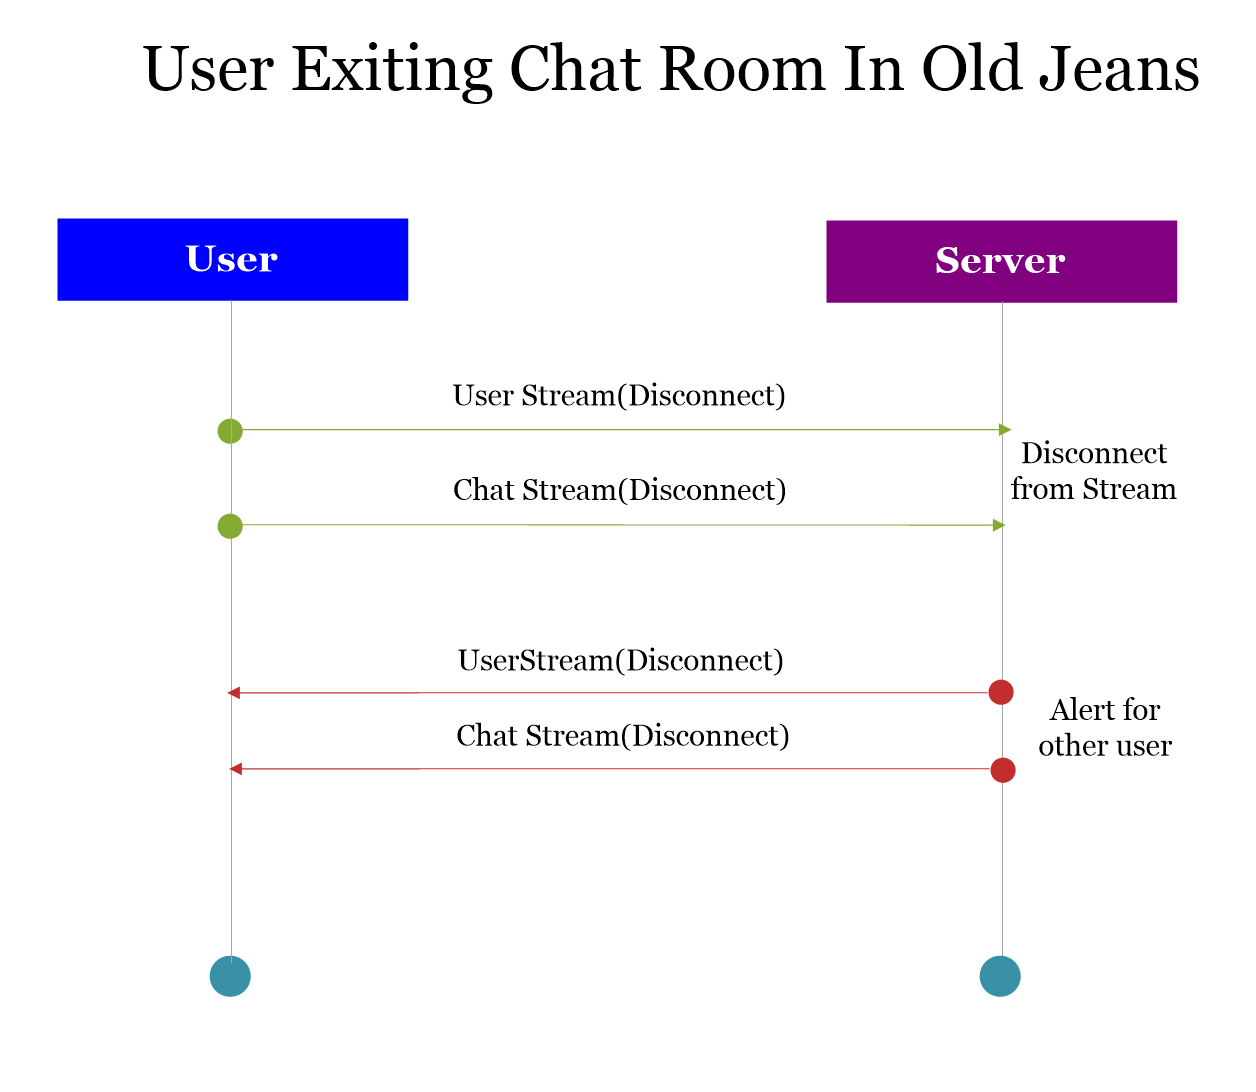 User Exiting Chat Room In Old Jeans
User
Server
User Stream(Disconnect)
Disconnect
from Stream
Chat Stream(Disconnect)
UserStream(Disconnect)
Alert for
other user
Chat Stream(Disconnect)